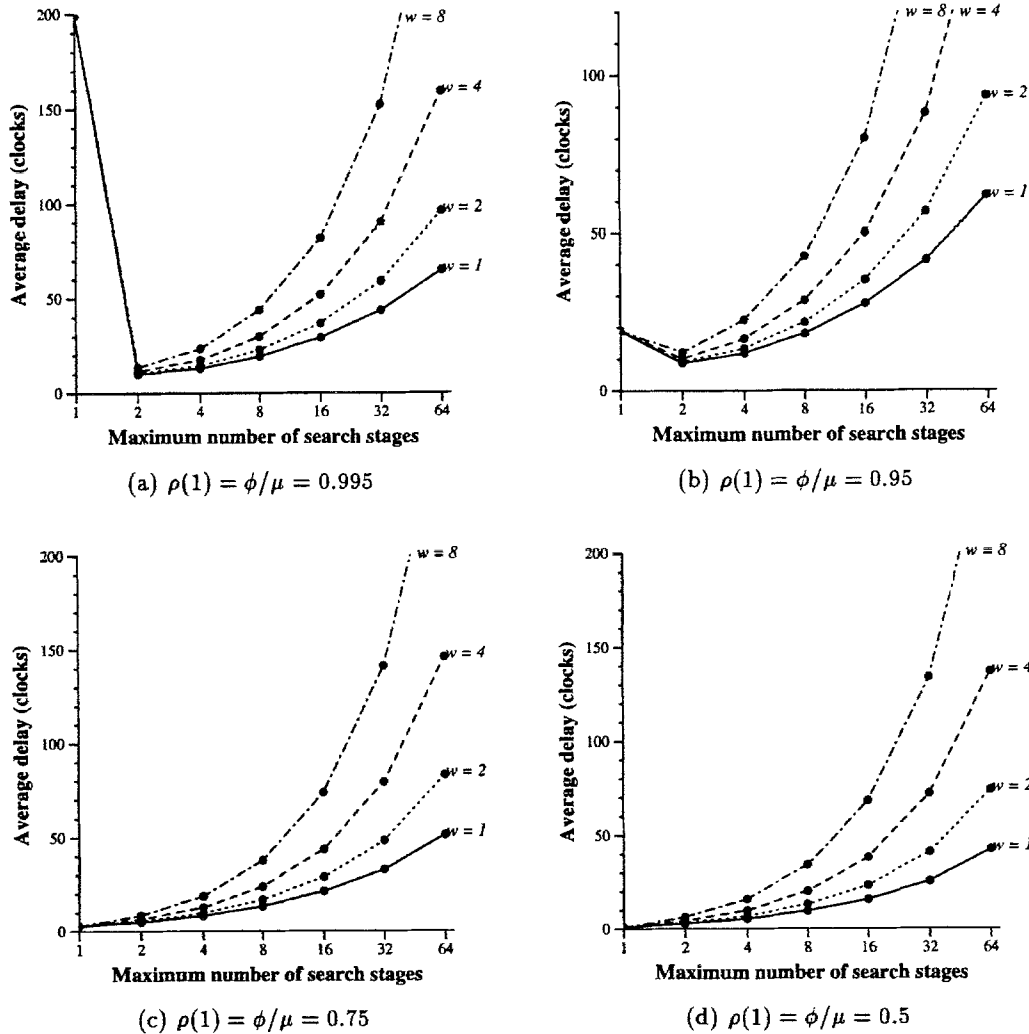 200
150
100
50
0
Average delay (clocks)
w = 8
w = 4
w = 2
w = 1
1 2 4 8 16 32 64
Maximum number of search stages
(a) ρ(1) = φ/μ = 0.995
100
50
0
Average delay (clocks)
w = 8
w = 4
w = 2
w = 1
1 2 4 8 16 32 64
Maximum number of search stages
(b) ρ(1) = φ/μ = 0.95
200
150
100
50
0
Average delay (clocks)
w = 8
w = 4
w = 2
w = 1
1 2 4 8 16 32 64
Maximum number of search stages
(c) ρ(1) = φ/μ = 0.75
200
150
100
50
0
Average delay (clocks)
w = 8
w = 4
w = 2
w = 1
1 2 4 8 16 32 64
Maximum number of search stages
(d) ρ(1) = φ/μ = 0.5